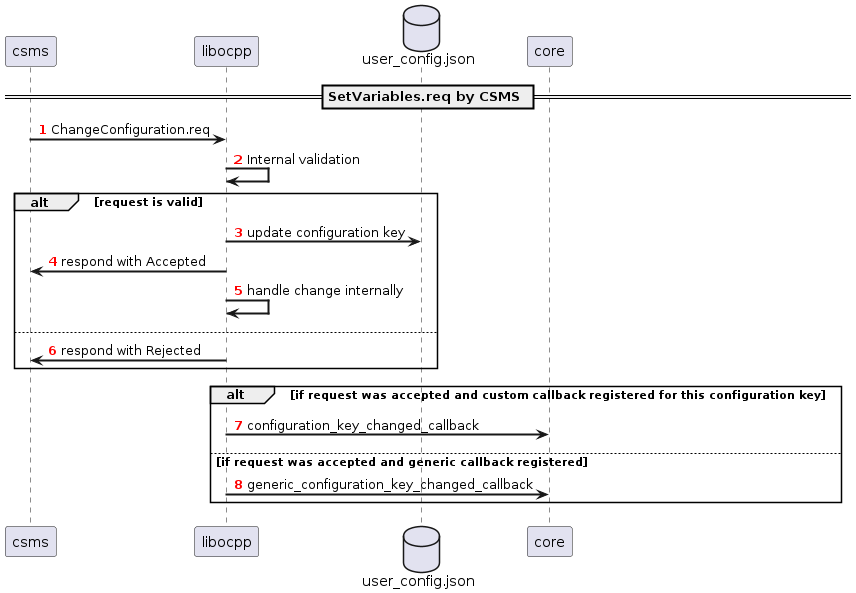 csms
libocpp
user_config.json
core
SetVariables.req by CSMS
1 ChangeConfiguration.req
2 Internal validation
alt [request is valid]
3 update configuration key
4 respond with Accepted
5 handle change internally
6 respond with Rejected
alt [if request was accepted and custom callback registered for this configuration key]
7 configuration_key_changed_callback
[if request was accepted and generic callback registered]
8 generic_configuration_key_changed_callback
csms
libocpp
user_config.json
core